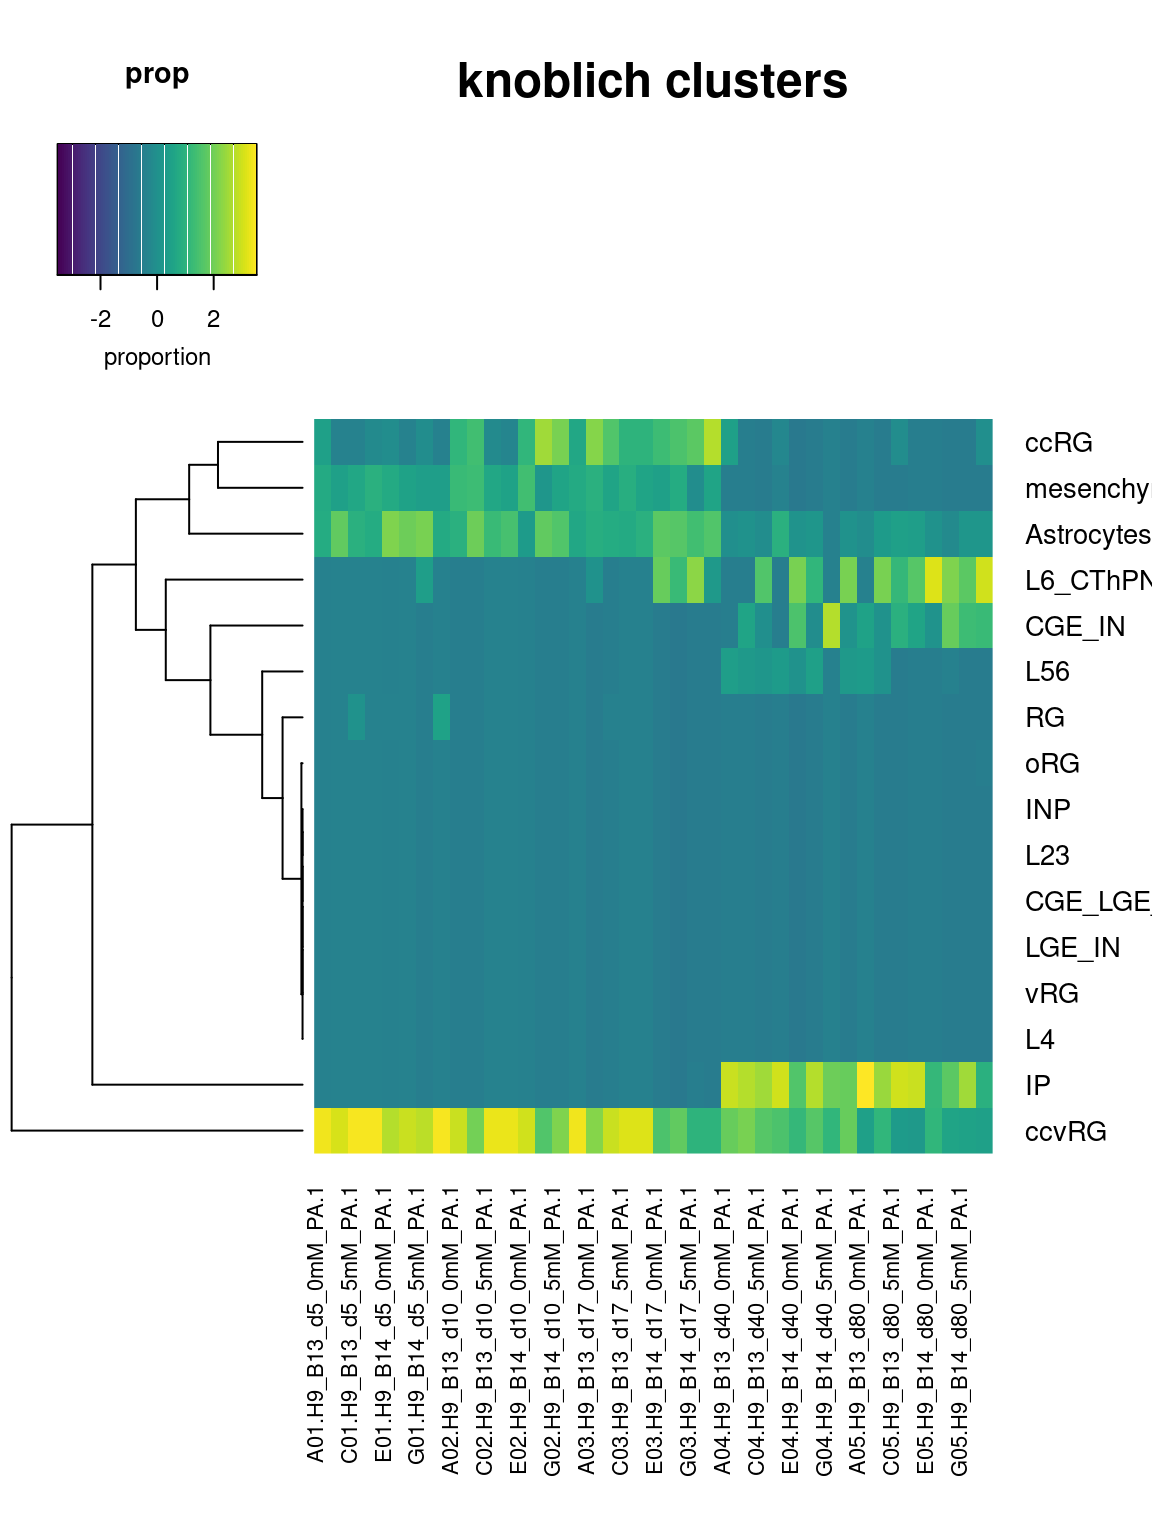 prop
knoblich clusters
-2 0 2
proportion
ccRG
mesenchy
Astrocytes
L6_CThPN
CGE_IN
L56
RG
oRG
INP
L23
CGE_LGE_
LGE_IN
vRG
L4
IP
ccvRG
A01.H9_B13_d5_0mM_PA.1
C01.H9_B13_d5_5mM_PA.1
E01.H9_B14_d5_0mM_PA.1
G01.H9_B14_d5_5mM_PA.1
A02.H9_B13_d10_0mM_PA.1
C02.H9_B13_d10_5mM_PA.1
E02.H9_B14_d10_0mM_PA.1
G02.H9_B14_d10_5mM_PA.1
A03.H9_B13_d17_0mM_PA.1
C03.H9_B13_d17_5mM_PA.1
E03.H9_B14_d17_0mM_PA.1
G03.H9_B14_d17_5mM_PA.1
A04.H9_B13_d40_0mM_PA.1
C04.H9_B13_d40_5mM_PA.1
E04.H9_B14_d40_0mM_PA.1
G04.H9_B14_d40_5mM_PA.1
A05.H9_B13_d80_0mM_PA.1
C05.H9_B13_d80_5mM_PA.1
E05.H9_B14_d80_0mM_PA.1
G05.H9_B14_d80_5mM_PA.1